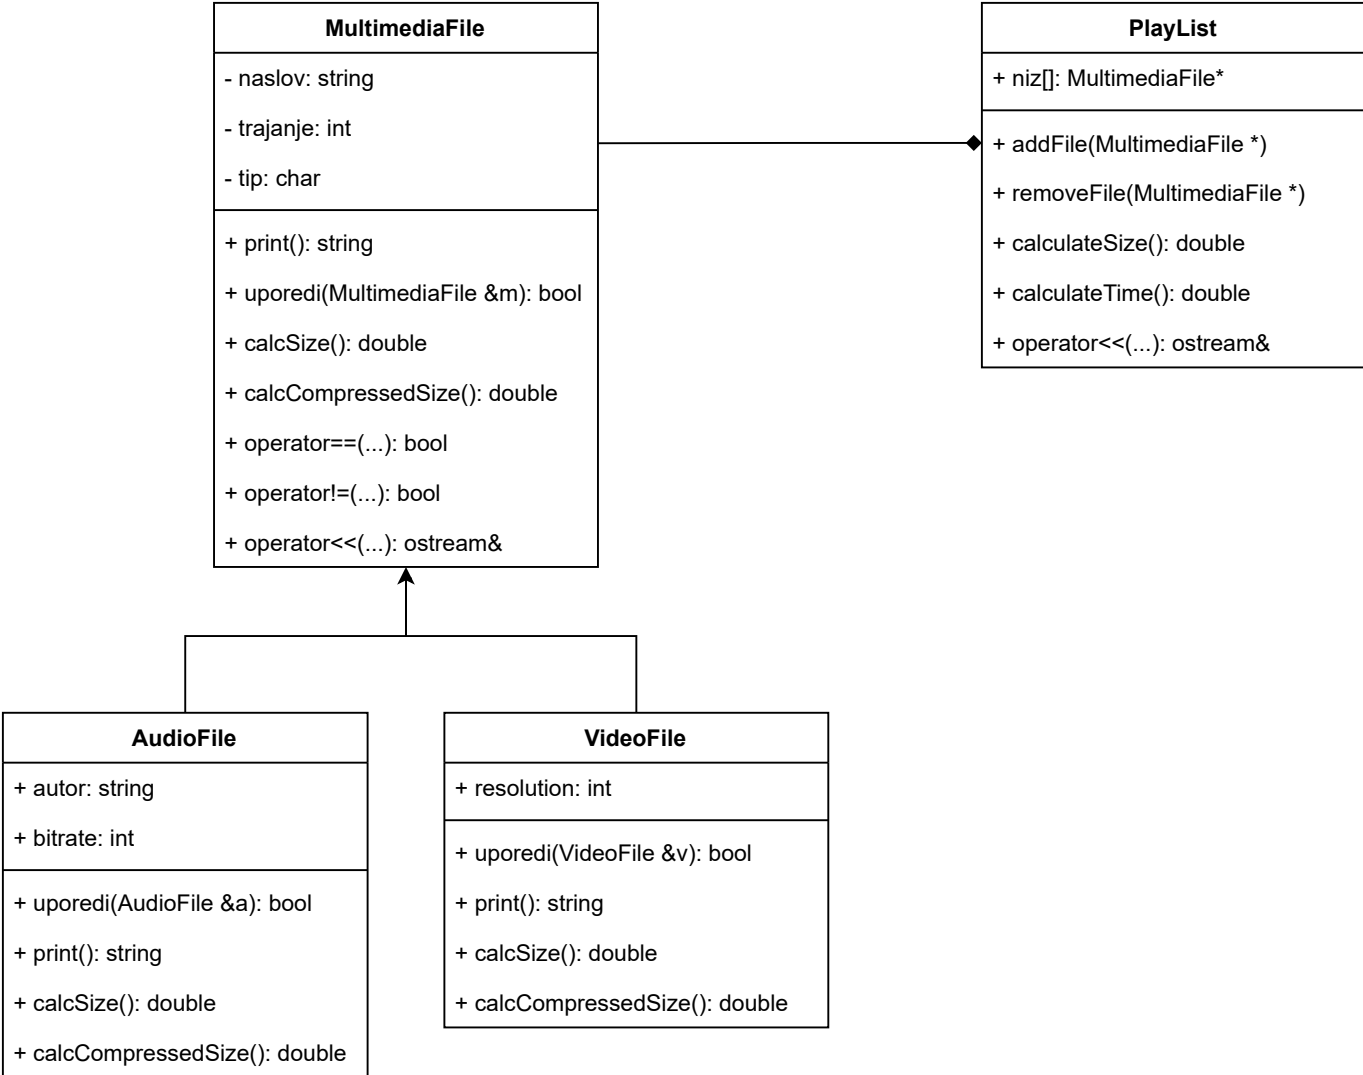 MultimediaFile
- naslov: string
- trajanje: int
- tip: char
+ print(): string
+ uporedi(MultimediaFile &m): bool
+ calcSize(): double
+ calcCompressedSize(): double
+ operator==(...): bool
+ operator!=(...): bool
+ operator<<(...): ostream&
PlayList
+ niz[]: MultimediaFile*
+ addFile(MultimediaFile *)
+ removeFile(MultimediaFile *)
+ calculateSize(): double
+ calculateTime(): double
+ operator<<(...): ostream&
AudioFile
+ autor: string
+ bitrate: int
+ uporedi(AudioFile &a): bool
+ print(): string
+ calcSize(): double
+ calcCompressedSize(): double
VideoFile
+ resolution: int
+ uporedi(VideoFile &v): bool
+ print(): string
+ calcSize(): double
+ calcCompressedSize(): double